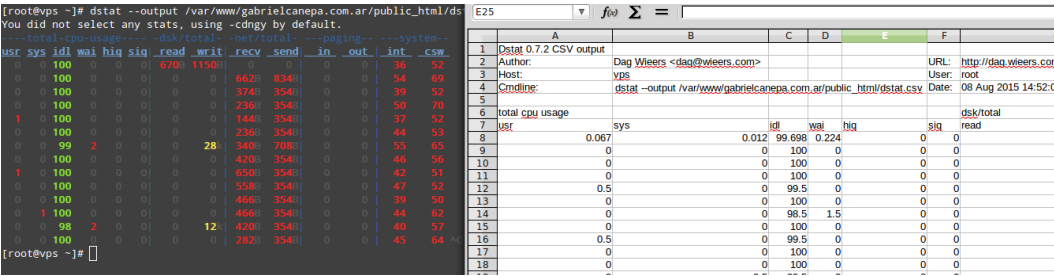 [root@vps ~]# dstat --output /var/www/gabrielcanepa.com.ar/public_html/ds
You did not select any stats, using -cdngy by default.
----total-cpu-usage---- -dsk/total- -net/total- ---paging-- ---system--
usr sys idl wai hiq siq| read writ| recv send| in out | int csw
0 0 100 0 0 0| 670B 1150B| 0 0 | 0 0 | 36 52
0 0 100 0 0 0| 0 0 | 662B 834B| 0 0 | 54 69
0 0 100 0 0 0| 0 0 | 374B 354B| 0 0 | 39 52
0 0 100 0 0 0| 0 0 | 236B 354B| 0 0 | 50 70
1 0 100 0 0 0| 0 0 | 144B 354B| 0 0 | 37 52
0 0 100 0 0 0| 0 0 | 236B 354B| 0 0 | 44 53
0 0 99 2 0 0| 0 28k| 340B 708B| 0 0 | 55 65
0 0 100 0 0 0| 0 0 | 420B 354B| 0 0 | 46 56
1 0 100 0 0 0| 0 0 | 650B 354B| 0 0 | 42 51
0 0 100 0 0 0| 0 0 | 558B 354B| 0 0 | 47 52
0 0 100 0 0 0| 0 0 | 466B 354B| 0 0 | 39 50
0 1 100 0 0 0| 0 0 | 466B 354B| 0 0 | 44 62
0 0 98 2 0 0| 0 12k| 420B 354B| 0 0 | 40 57
0 0 100 0 0 0| 0 0 | 282B 354B| 0 0 | 45 64 ^C
[root@vps ~]#
E25 f(x) Σ =
A B C D E F
1 Dstat 0.7.2 CSV output
2 Author: Dag Wieers <dag@wieers.com> URL: http://dag.wieers.com
3 Host: vps User: root
4 Cmdline: dstat --output /var/www/gabrielcanepa.com.ar/public_html/dstat.csv Date: 08 Aug 2015 14:52:0
5
6 total cpu usage dsk/total
7 usr sys idl wai hiq siq read
8 0.067 0.012 99.698 0.224 0 0
9 0 0 100 0 0 0
10 0 0 100 0 0 0
11 0 0 100 0 0 0
12 0.5 0 99.5 0 0 0
13 0 0 100 0 0 0
14 0 0 98.5 1.5 0 0
15 0 0 100 0 0 0
16 0.5 0 99.5 0 0 0
17 0 0 100 0 0 0
18 0 0 100 0 0 0